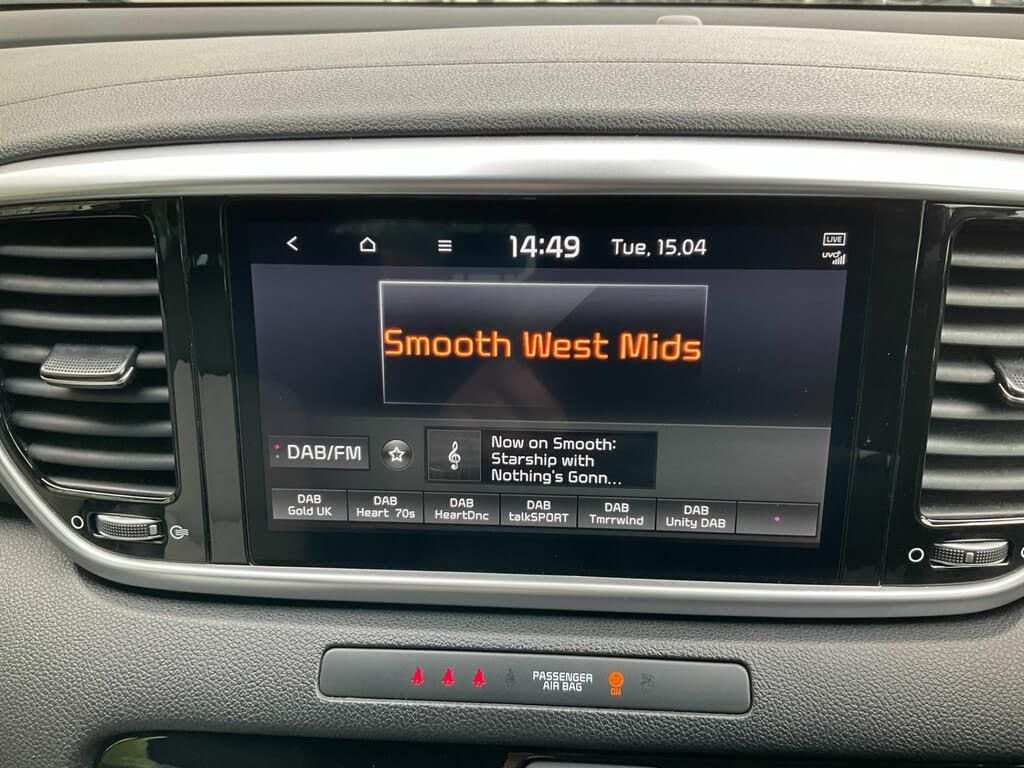 14:49 Tue, 15.04
LIVE
UVO
Smooth West Mids
DAB/FM
Now on Smooth:
Starship with
Nothing's Gonn...
DAB
Gold UK
DAB
Heart 70s
DAB
HeartDnc
DAB
talkSPORT
DAB
Tmrrwlnd
DAB
Unity DAB
PASSENGER
AIR BAG
ON